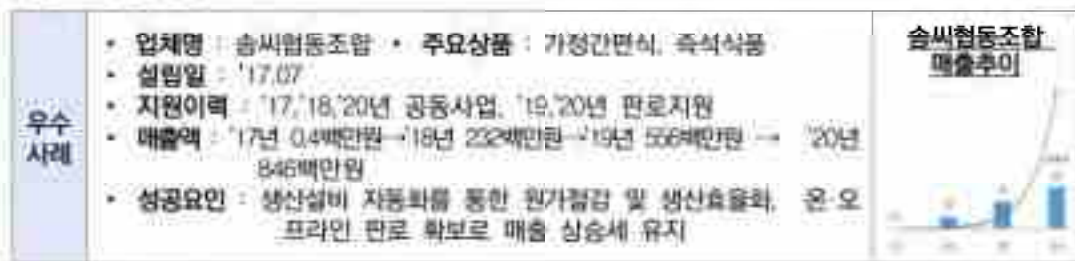 우수
사례
• 업체명 : 솜씨협동조합 • 주요상품 : 가정간편식, 즉석식품
• 설립일 : '17.07
• 지원이력 : '17,'18,'20년 공동사업, '19,'20년 판로지원
• 매출액 : '17년 0.4백만원→'18년 232백만원→'19년 556백만원 → '20년
846백만원
• 성공요인 : 생산설비 자동화를 통한 원가절감 및 생산효율화, 온·오
프라인 판로 확보로 매출 상승세 유지
솜씨협동조합
매출추이